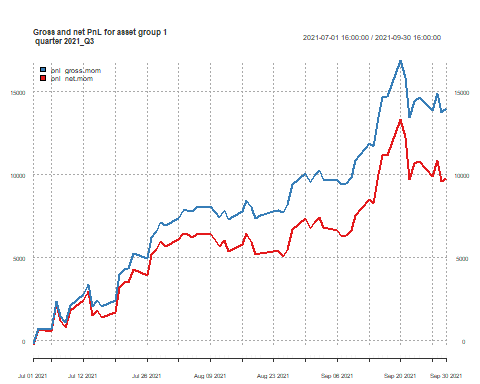 Gross and net PnL for asset group 1
quarter 2021_Q3
2021-07-01 16:00:00 / 2021-09-30 16:00:00
pnl_gross.mom
pnl_net.mom
15000 15000
10000 10000
5000 5000
0 0
Jul 01 2021 Jul 12 2021 Jul 26 2021 Aug 09 2021 Aug 23 2021 Sep 06 2021 Sep 20 2021 Sep 30 2021